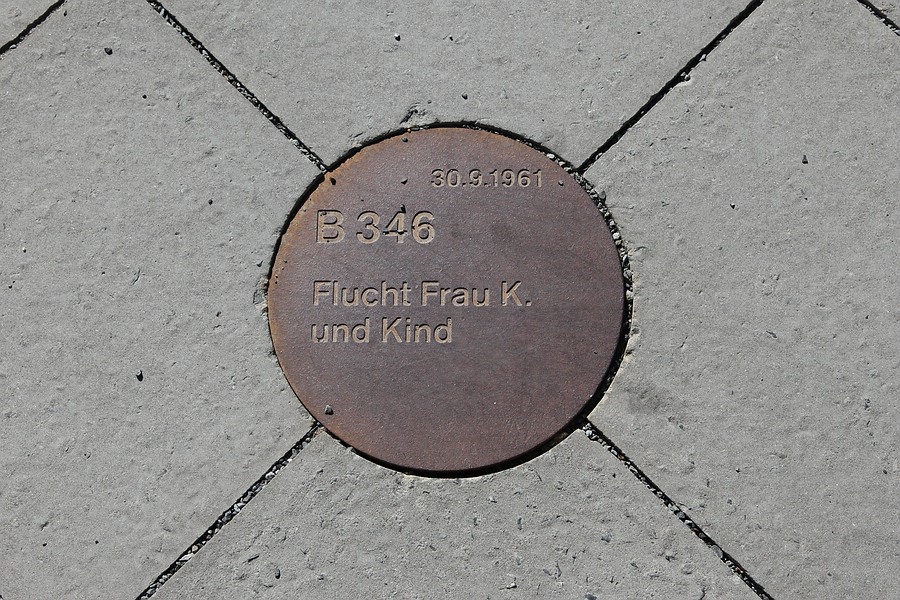 30.9.1961
B 346
Flucht Frau K.
und Kind